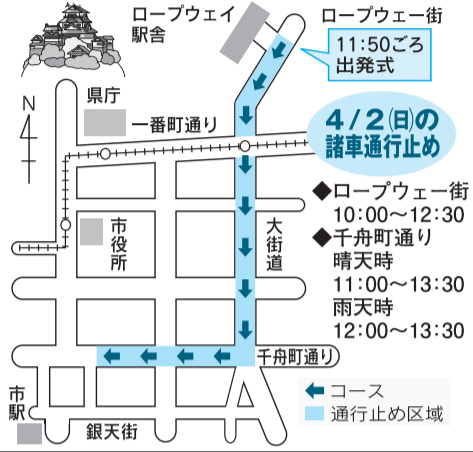 ロープウェイ
駅舎
ロープウェー街
11:50ごろ
出発式
N
県庁
一番町通り
4/2(日)の
諸車通行止め
◆ロープウェー街
10:00〜12:30
◆千舟町通り
晴天時
11:00〜13:30
雨天時
12:00〜13:30
市役所
大街道
千舟町通り
市駅
銀天街
コース
通行止め区域